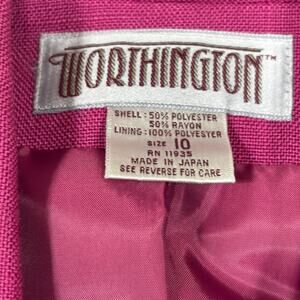 WORTHINGTON™
SHELL: 50% POLYESTER
50% RAYON
LINING: 100% POLYESTER
SIZE 10
RN 11935
MADE IN JAPAN
SEE REVERSE FOR CARE